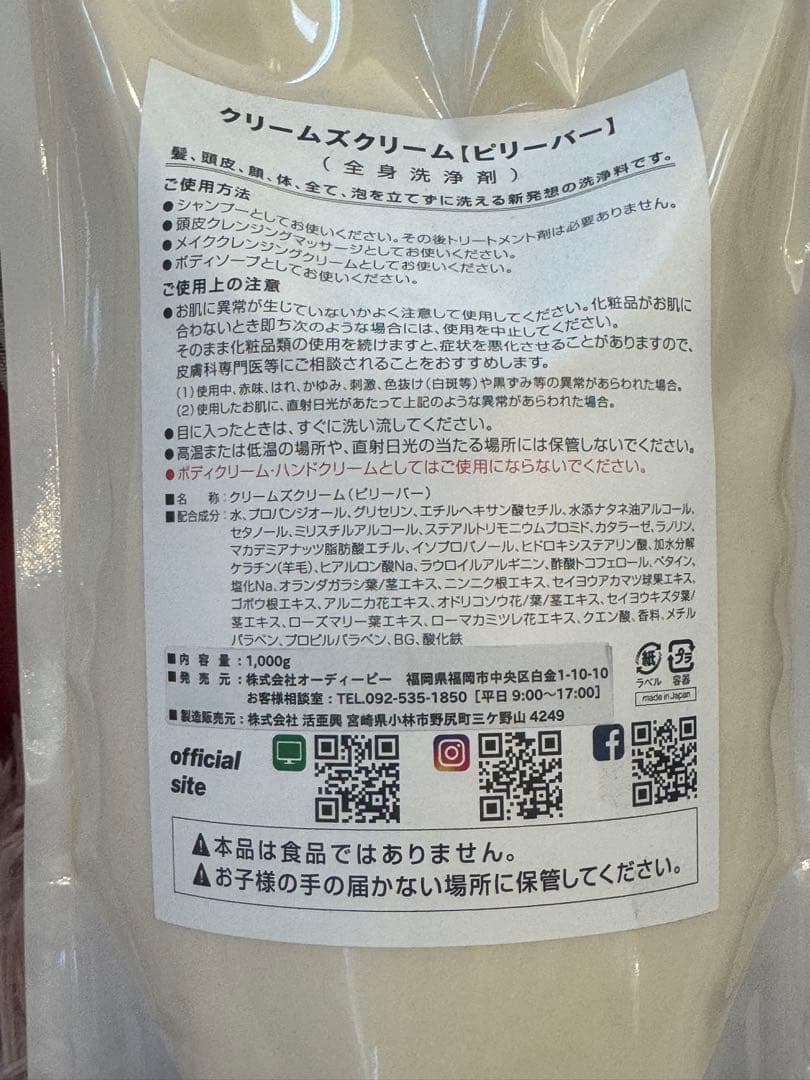 クリームズクリーム【ピリーバー】
（全身洗浄剤）
髪、頭皮、顔、体、全て、泡を立てずに洗える新発想の洗浄料です。
ご使用方法
●シャンプーとしてお使いください。その後トリートメント剤は必要ありません。
●頭皮クレンジングマッサージとしてお使いください。
●メイククレンジングクリームとしてお使いください。
●ボディソープとしてお使いください。
ご使用上の注意
●お肌に異常が生じていないかよく注意して使用してください。化粧品がお肌に
合わないとき即ち次のような場合には、使用を中止してください。
そのまま化粧品類の使用を続けますと、症状を悪化させることがありますので、
皮膚科専門医等にご相談されることをおすすめします。
(1)使用中、赤味、はれ、かゆみ、刺激、色抜け(白斑等)や黒ずみ等の異常があらわれた場合。
(2)使用したお肌に、直射日光があたって上記のような異常があらわれた場合。
●目に入ったときは、すぐに洗い流してください。
●高温または低温の場所や、直射日光の当たる場所には保管しないでください。
●ボディクリーム・ハンドクリームとしてはご使用にならないでください。
■名　称：クリームズクリーム(ピリーバー)
■配合成分：水、プロパンジオール、グリセリン、エチルヘキサン酸セチル、水添ナタネ油アルコール、
セタノール、ミリスチルアルコール、ステアルトリモニウムブロミド、カタラーゼ、ラノリン、
マカデミアナッツ脂肪酸エチル、イソプロパノール、ヒドロキシステアリン酸、加水分解
ケラチン(羊毛)、ヒアルロン酸Na、ラウロイルアルギニン、酢酸トコフェロール、ベタイン、
塩化Na、オランダガラシ葉/茎エキス、ニンニク根エキス、セイヨウアカマツ球果エキス、
ゴボウ根エキス、アルニカ花エキス、オドリコソウ花/葉/茎エキス、セイヨウキズタ葉/
茎エキス、ローズマリー葉エキス、ローマカミツレ花エキス、クエン酸、香料、メチル
パラベン、プロピルパラベン、BG、酸化鉄
■内容量：1,000g
■発売元：株式会社オーディーピー　福岡県福岡市中央区白金1-10-10
お客様相談室：TEL.092-535-1850［平日 9:00〜17:00］
■製造販売元：株式会社 活亜興 宮崎県小林市野尻町三ケ野山 4249
紙
ラベル
プラ
容器
made in Japan
official
site
⚠本品は食品ではありません。
⚠お子様の手の届かない場所に保管してください。